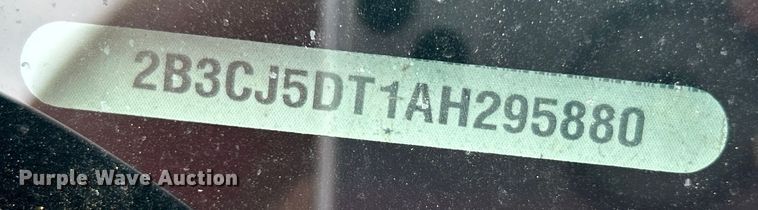 2B3CJ5DT1AH295880
Purple Wave Auction